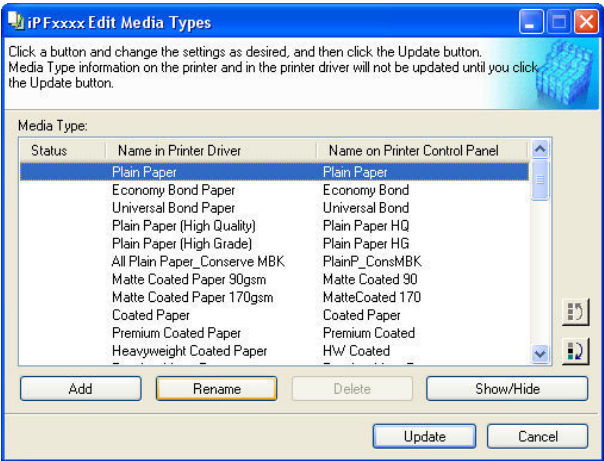 iPFxxxx Edit Media Types
Click a button and change the settings as desired, and then click the Update button.
Media Type information on the printer and in the printer driver will not be updated until you click
the Update button.
Media Type:
Status Name in Printer Driver Name on Printer Control Panel
Plain Paper Plain Paper
Economy Bond Paper Economy Bond
Universal Bond Paper Universal Bond
Plain Paper (High Quality) Plain Paper HQ
Plain Paper (High Grade) Plain Paper HG
All Plain Paper_Conserve MBK PlainP_ConsMBK
Matte Coated Paper 90gsm Matte Coated 90
Matte Coated Paper 170gsm MatteCoated 170
Coated Paper Coated Paper
Premium Coated Paper Premium Coated
Heavyweight Coated Paper HW Coated
Add Rename Delete Show/Hide
Update Cancel